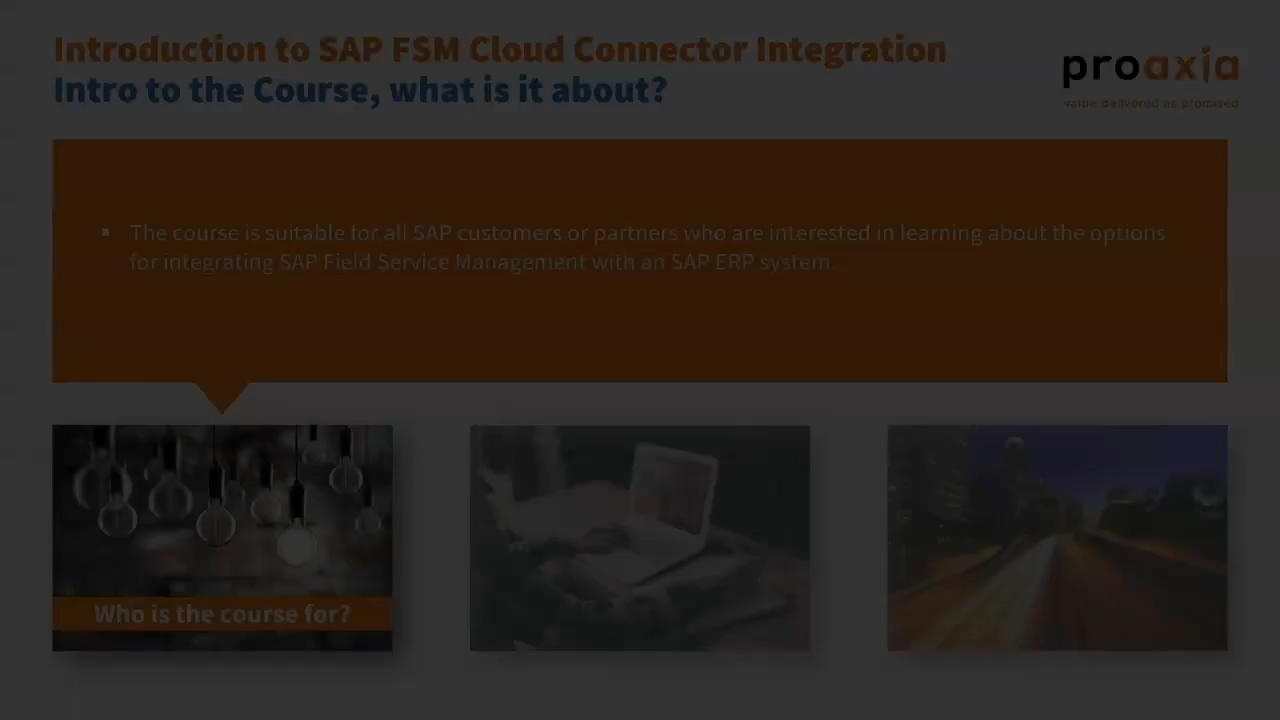 Introduction to SAP FSM Cloud Connector Integration
Intro to the Course, what is it about?
proaxia
value delivered as promised
▪ The course is suitable for all SAP customers or partners who are interested in learning about the options
for integrating SAP Field Service Management with an SAP ERP system.
Who is the course for?